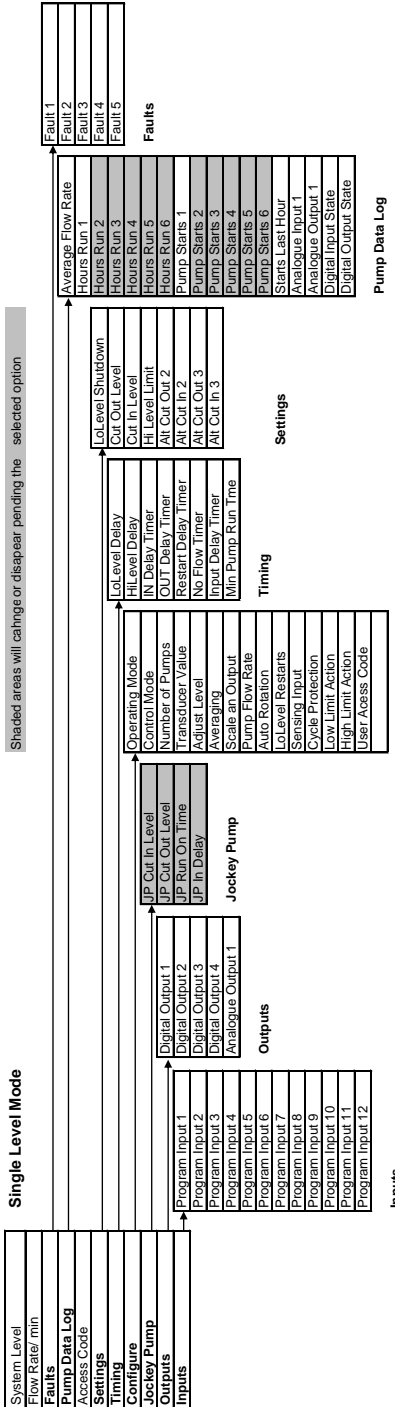 Single Level Mode
Shaded areas will cahnge or disapear pending the selected option
System Level
Flow Rate/ min
Faults
Pump Data Log
Access Code
Settings
Timing
Configure
Jockey Pump
Outputs
Inputs
Program Input 1
Program Input 2
Program Input 3
Program Input 4
Program Input 5
Program Input 6
Program Input 7
Program Input 8
Program Input 9
Program Input 10
Program Input 11
Program Input 12
Inputs
Digital Output 1
Digital Output 2
Digital Output 3
Digital Output 4
Analogue Output 1
Outputs
JP Cut In Level
JP Cut Out Level
JP Run On Time
JP In Delay
Jockey Pump
Operating Mode
Control Mode
Number of Pumps
Transducer Value
Adjust Level
Averaging
Scale an Output
Pump Flow Rate
Auto Rotation
LoLevel Restarts
Sensing Input
Cycle Protection
Low Limit Action
High Limit Action
User Acess Code
LoLevel Delay
HiLevel Delay
IN Delay Timer
OUT Delay Timer
Restart Delay Timer
No Flow Timer
Input Delay Timer
Min Pump Run Tme
Timing
LoLevel Shutdown
Cut Out Level
Cut In Level
Hi Level Limit
Alt Cut Out 2
Alt Cut In 2
Alt Cut Out 3
Alt Cut In 3
Settings
Average Flow Rate
Hours Run 1
Hours Run 2
Hours Run 3
Hours Run 4
Hours Run 5
Hours Run 6
Pump Starts 1
Pump Starts 2
Pump Starts 3
Pump Starts 4
Pump Starts 5
Pump Starts 6
Starts Last Hour
Analogue Input 1
Analogue Output 1
Digital Input State
Digital Output State
Pump Data Log
Fault 1
Fault 2
Fault 3
Fault 4
Fault 5
Faults